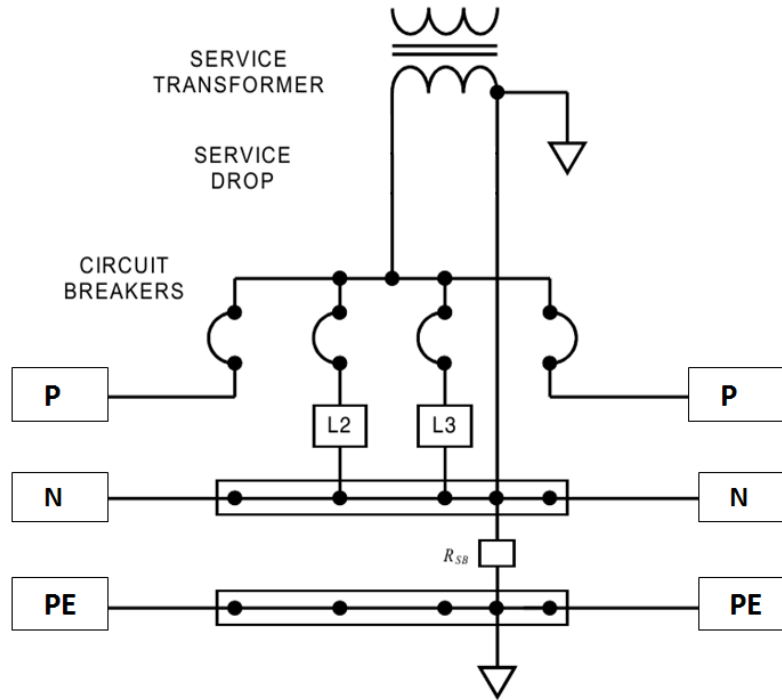 SERVICE
TRANSFORMER
SERVICE
DROP
CIRCUIT
BREAKERS
P
P
L2
L3
N
N
R_SB
PE
PE